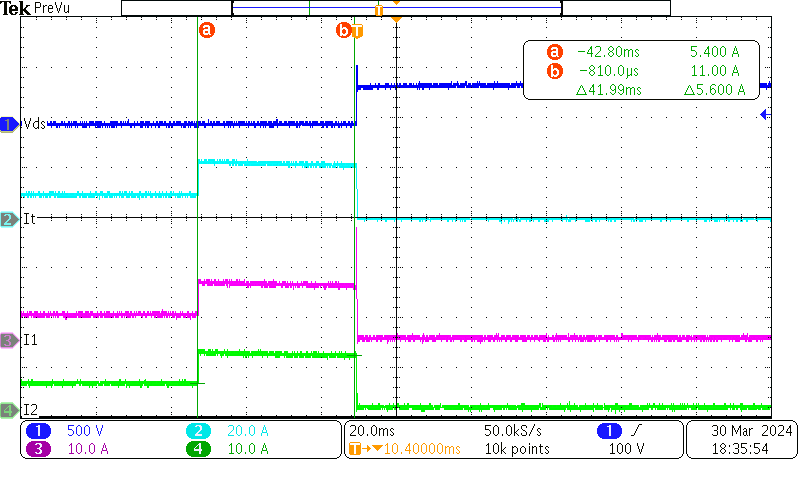 Tek PreVu
a b T
a -42.80ms 5.400 A
b -810.0µs 11.00 A
Δ41.99ms Δ5.600 A
1 Vds
2 It
3 I1
4 I2
1 500 V 2 20.0 A 20.0ms 50.0kS/s 1 30 Mar 2024
3 10.0 A 4 10.0 A T→▼10.40000ms 10k points 100 V 18:35:54